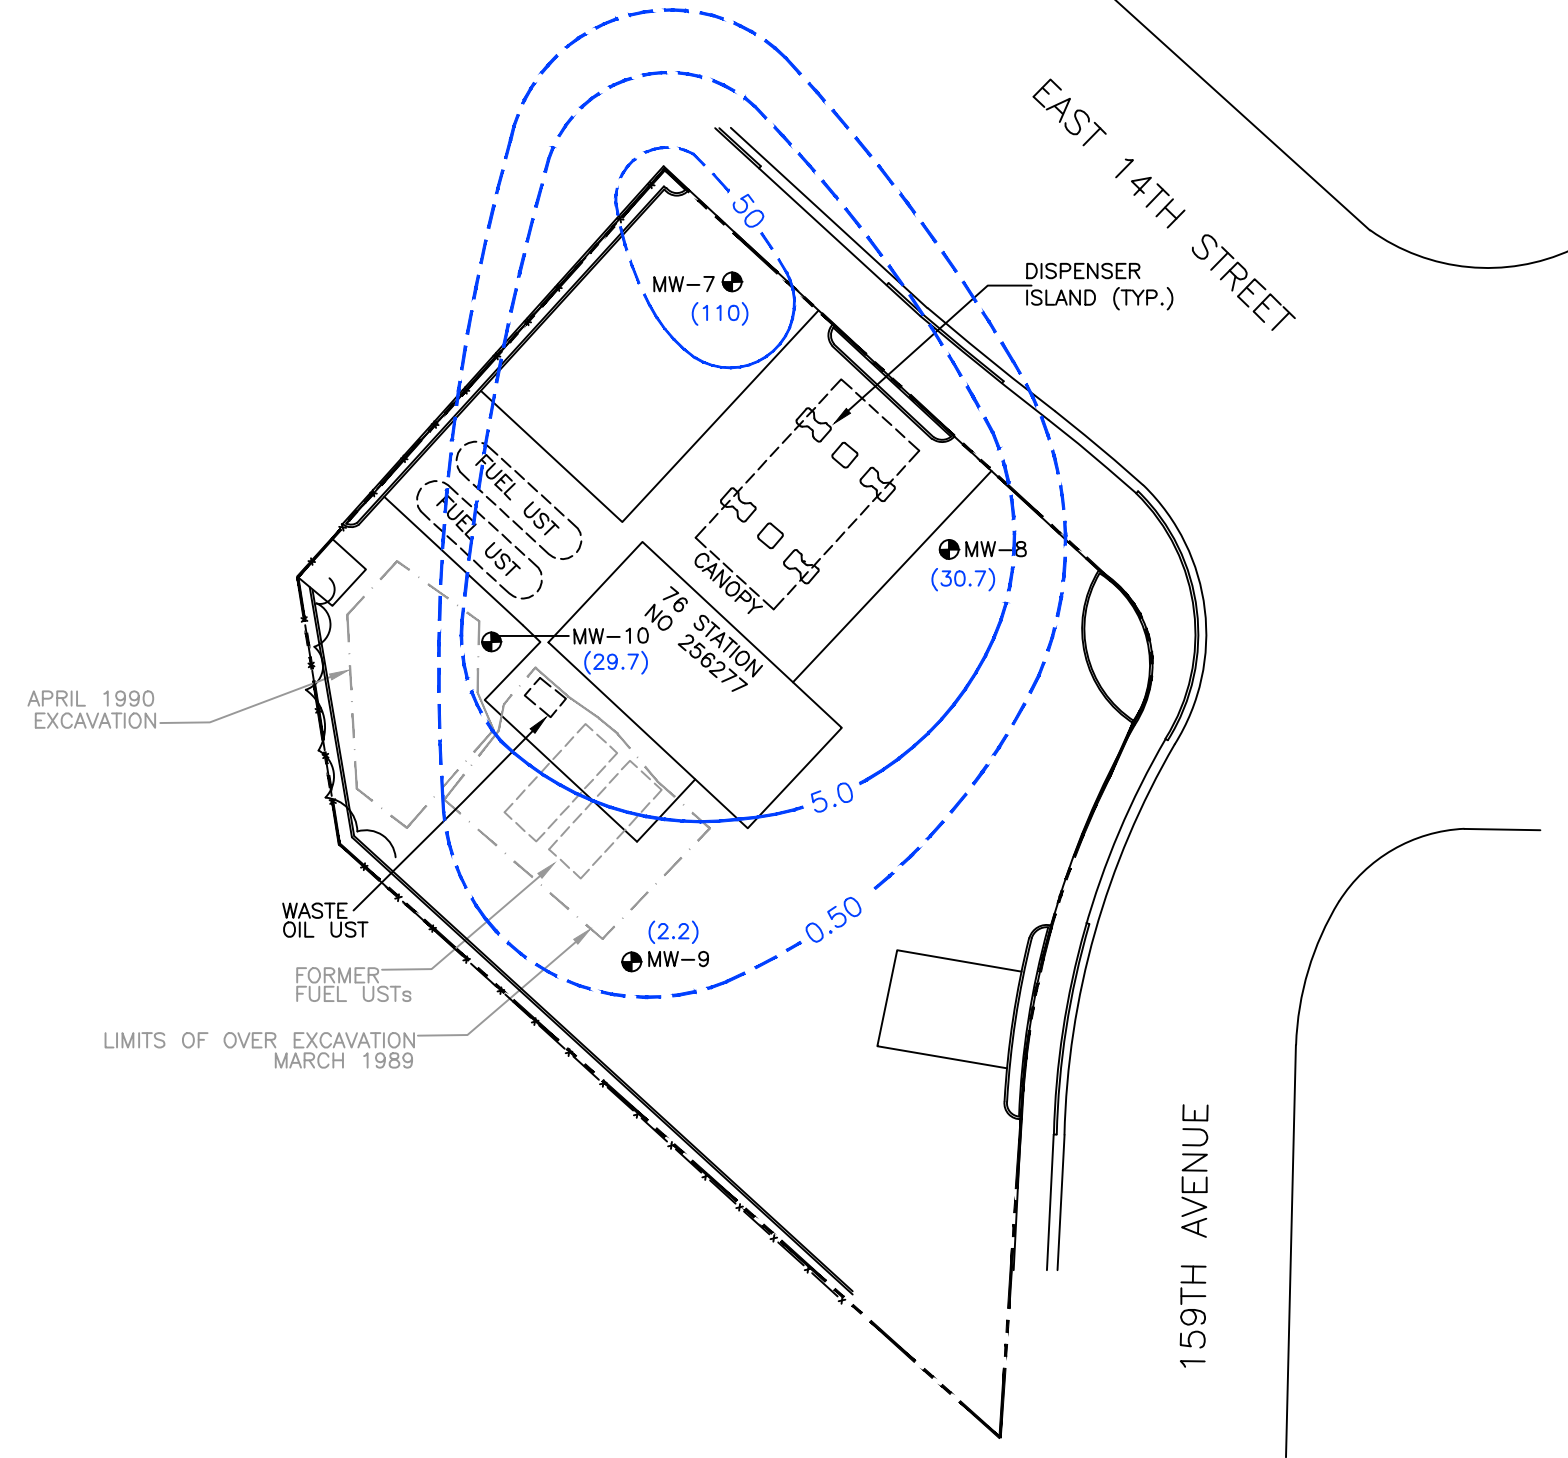 EAST 14TH STREET
50
DISPENSER
ISLAND (TYP.)
MW-7
(110)
FUEL UST
FUEL UST
CANOPY
MW-8
(30.7)
76 STATION
NO 256277
MW-10
(29.7)
APRIL 1990
EXCAVATION
5.0
0.50
WASTE
OIL UST
(2.2)
MW-9
FORMER
FUEL USTs
LIMITS OF OVER EXCAVATION
MARCH 1989
159TH AVENUE